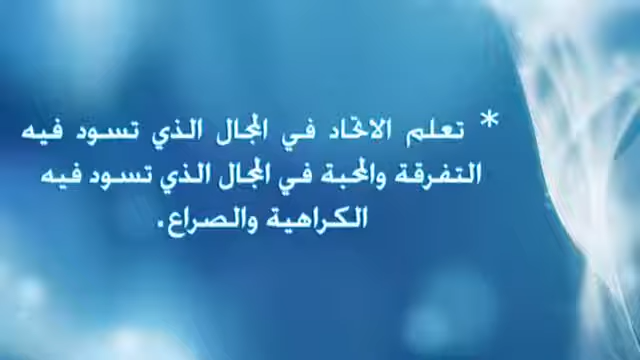 * تعلم الاتحاد في المجال الذي تسود فيه
التفرقة والمحبة في المجال الذي تسود فيه
الكراهية والصراع.